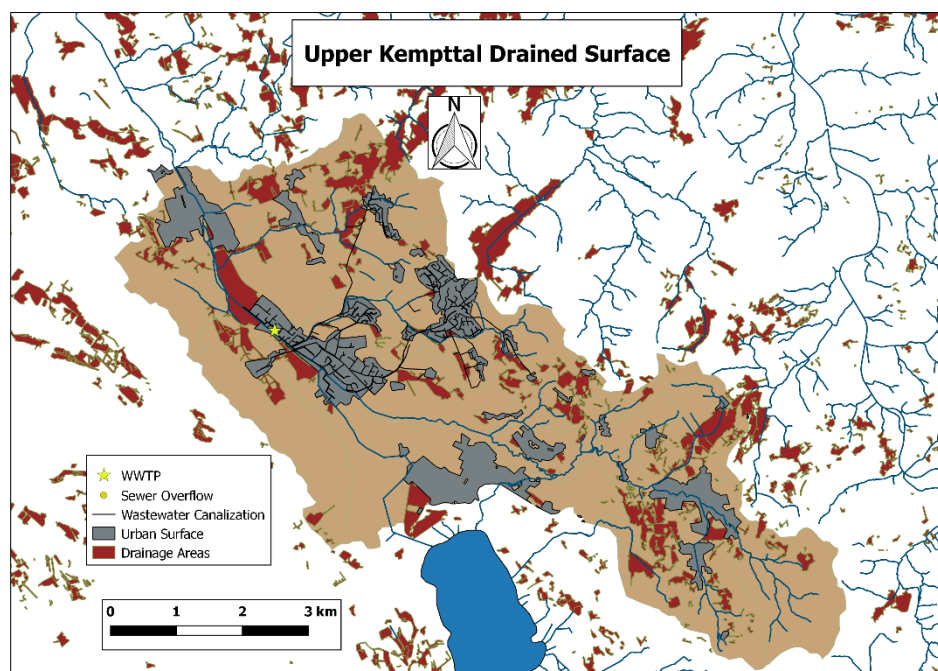 Upper Kempttal Drained Surface
N
WWTP
Sewer Overflow
Wastewater Canalization
Urban Surface
Drainage Areas
0 1 2 3 km